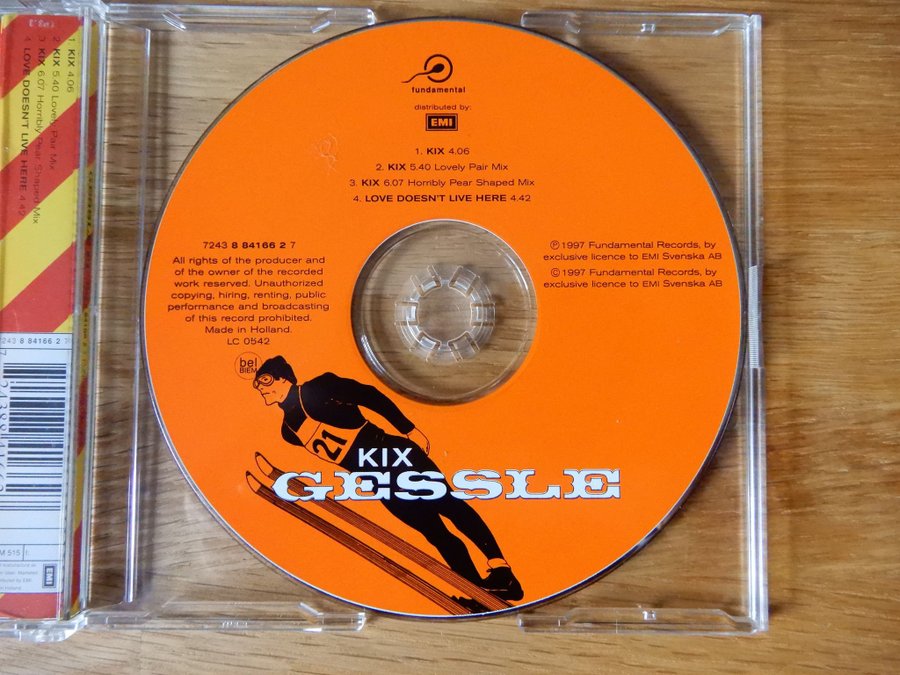 1 KIX 4.06
2 KIX 5.40 Lovely Pair Mix
3 KIX 6.07 Horribly Pear Shaped Mix
4 LOVE DOESN'T LIVE HERE 4.42
243 8 84166 2
M 515
EMI
fundamental
distributed by:
EMI
1. KIX 4.06
2. KIX 5.40 Lovely Pair Mix
3. KIX 6.07 Horribly Pear Shaped Mix
4. LOVE DOESN'T LIVE HERE 4.42
7243 8 84166 2 7
All rights of the producer and
of the owner of the recorded
work reserved. Unauthorized
copying, hiring, renting, public
performance and broadcasting
of this record prohibited.
Made in Holland.
LC 0542
bel
BIEM
℗ 1997 Fundamental Records, by
exclusive licence to EMI Svenska AB
© 1997 Fundamental Records, by
exclusive licence to EMI Svenska AB
21
KIX
GESSLE